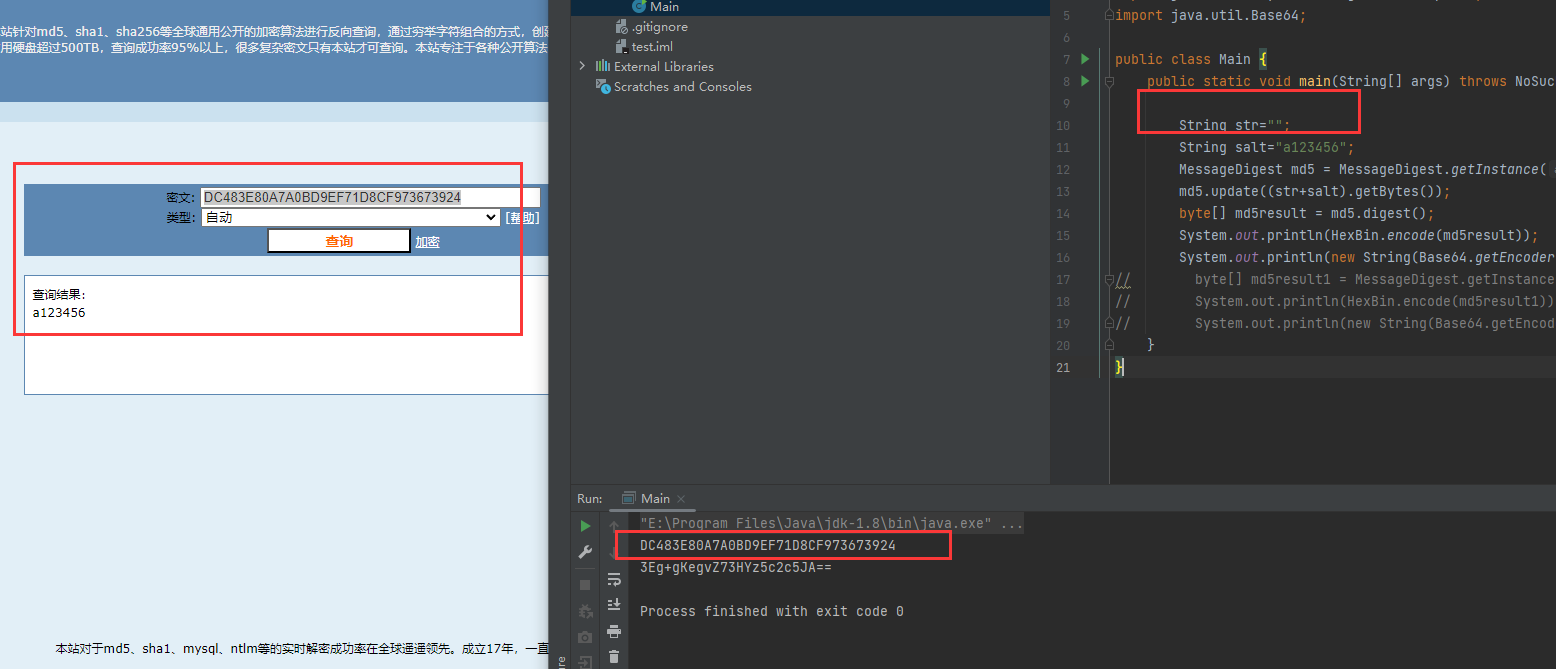 站针对md5、sha1、sha256等全球通用公开的加密算法进行反向查询，通过穷举字符组合的方式，创建
用硬盘超过500TB，查询成功率95%以上，很多复杂密文只有本站才可查询。本站专注于各种公开算法
密文: DC483E80A7A0BD9EF71D8CF973673924
类型: 自动 [帮助]
查询 加密
查询结果:
a123456
本站对于md5、sha1、mysql、ntlm等的实时解密成功率在全球遥遥领先。成立17年，一直
Main
.gitignore
test.iml
External Libraries
Scratches and Consoles
5 import java.util.Base64;
6
7 public class Main {
8 public static void main(String[] args) throws NoSuc
9
10 String str="";
11 String salt="a123456";
12 MessageDigest md5 = MessageDigest.getInstance(
13 md5.update((str+salt).getBytes());
14 byte[] md5result = md5.digest();
15 System.out.println(HexBin.encode(md5result));
16 System.out.println(new String(Base64.getEncoder
17 // byte[] md5result1 = MessageDigest.getInstance
18 // System.out.println(HexBin.encode(md5result1))
19 // System.out.println(new String(Base64.getEncod
20 }
21 }
Run: Main
"E:\Program Files\Java\jdk-1.8\bin\java.exe" ...
DC483E80A7A0BD9EF71D8CF973673924
3Eg+gKegvZ73HYz5c2c5JA==
Process finished with exit code 0